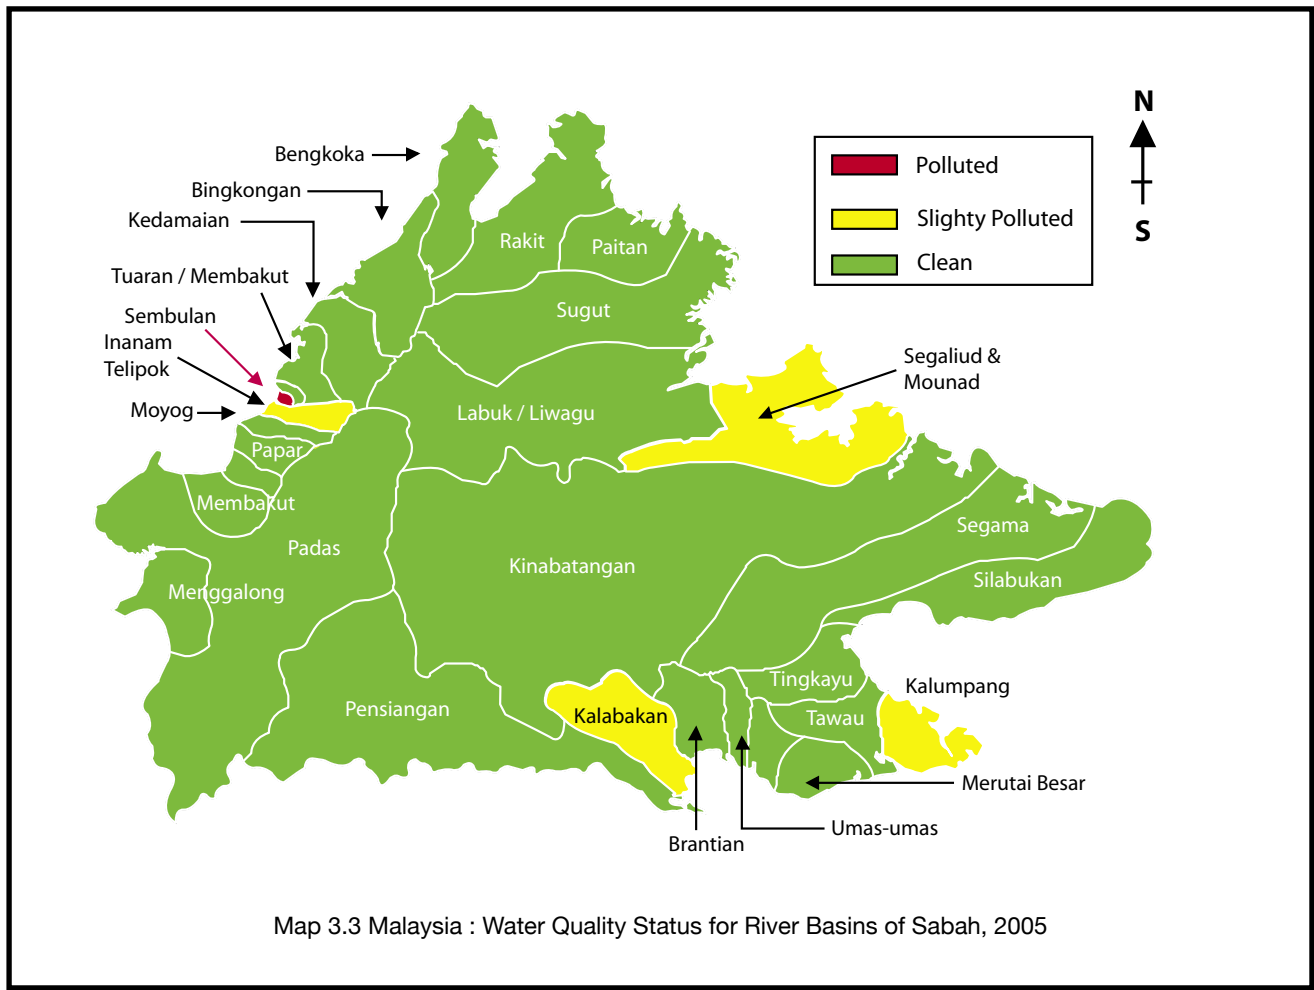 N
S
Polluted
Slighty Polluted
Clean
Bengkoka
Bingkongan
Kedamaian
Tuaran / Membakut
Sembulan
Inanam
Telipok
Moyog
Rakit
Paitan
Sugut
Segaliud &
Mounad
Labuk / Liwagu
Papar
Membakut
Padas
Menggalong
Kinabatangan
Segama
Silabukan
Pensiangan
Kalabakan
Tingkayu
Tawau
Kalumpang
Merutai Besar
Umas-umas
Brantian
Map 3.3 Malaysia : Water Quality Status for River Basins of Sabah, 2005